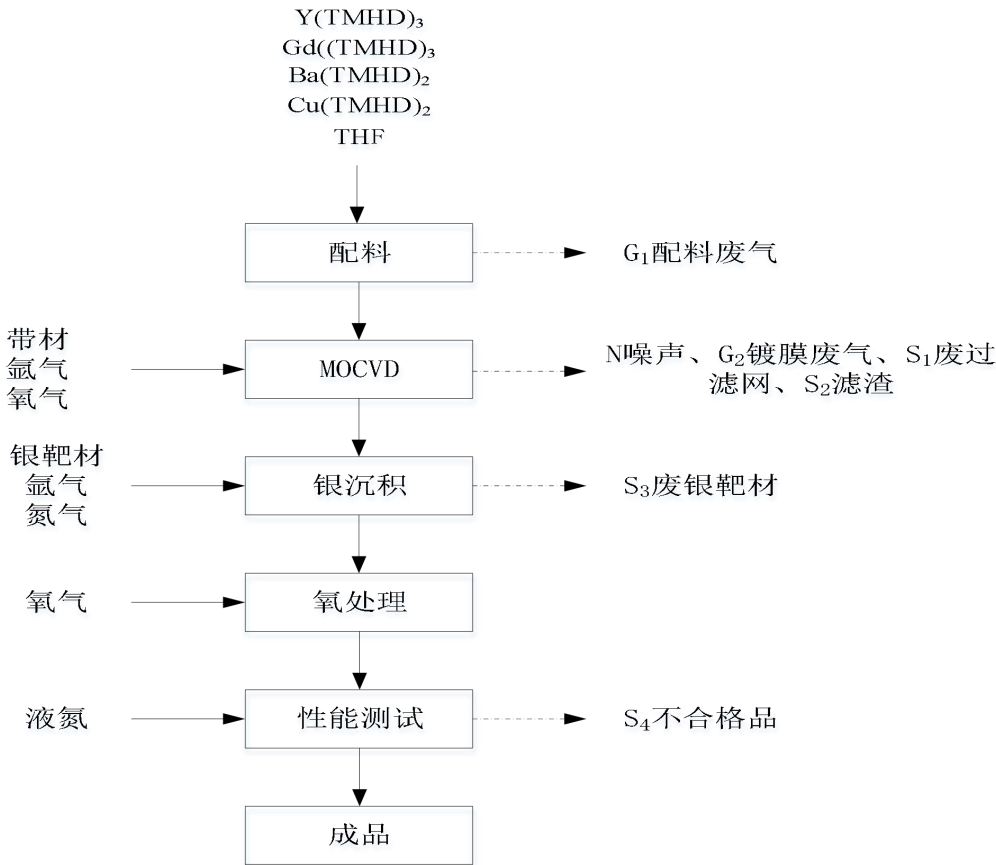 Y(TMHD)₃
Gd((TMHD)₃
Ba(TMHD)₂
Cu(TMHD)₂
THF
配料
G₁配料废气
带材
氩气
氧气
MOCVD
N噪声、G₂镀膜废气、S₁废过
滤网、S₂滤渣
银靶材
氩气
氮气
银沉积
S₃废银靶材
氧气
氧处理
液氮
性能测试
S₄不合格品
成品